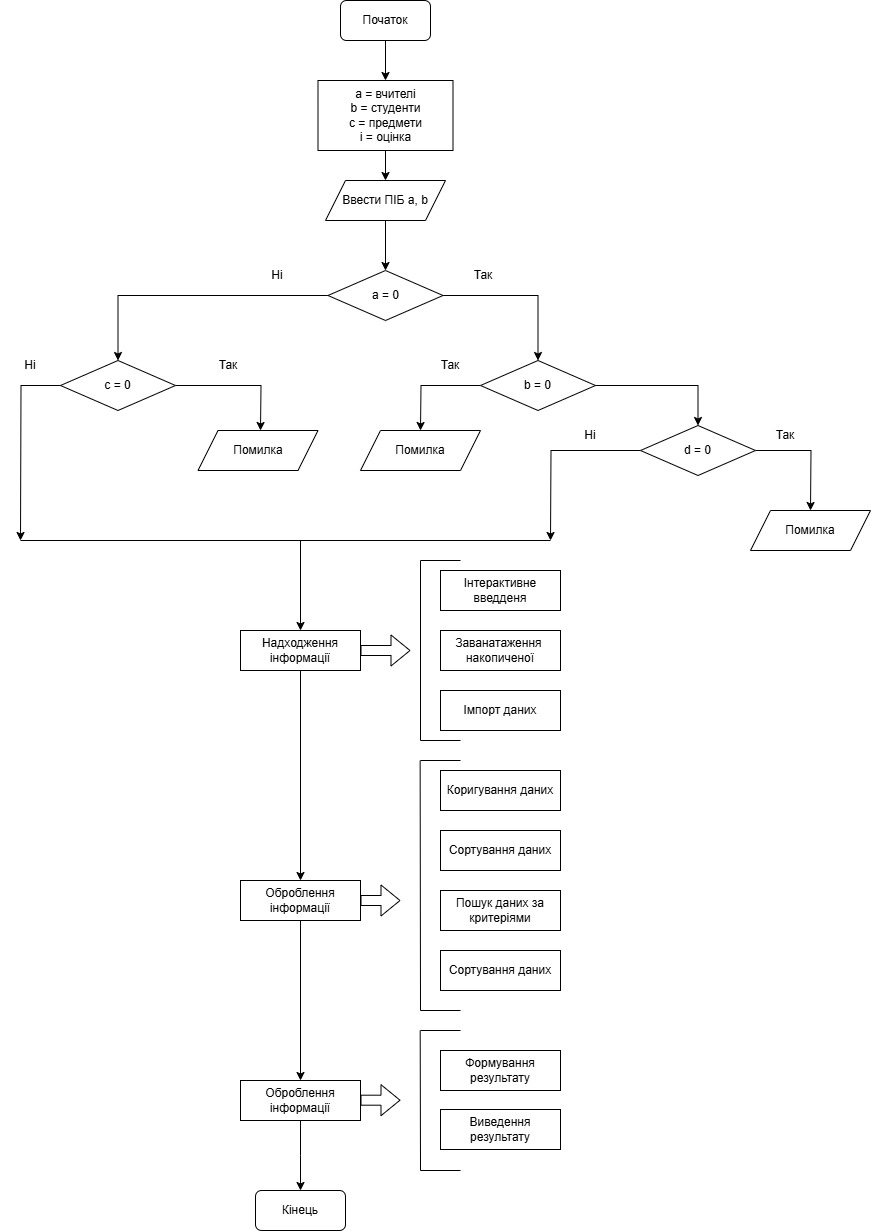 Початок
a = вчителі
b = студенти
c = предмети
i = оцінка
Ввести ПІБ a, b
Ні
Так
a = 0
Ні
Так
Так
c = 0
b = 0
Ні
Так
Помилка
Помилка
d = 0
Помилка
Інтерактивне
введденя
Надходження
інформації
Заванатаження
накопиченої
Імпорт даних
Коригування даних
Сортування даних
Оброблення
інформації
Пошук даних за
критеріями
Сортування даних
Формування
результату
Оброблення
інформації
Виведення
результату
Кінець